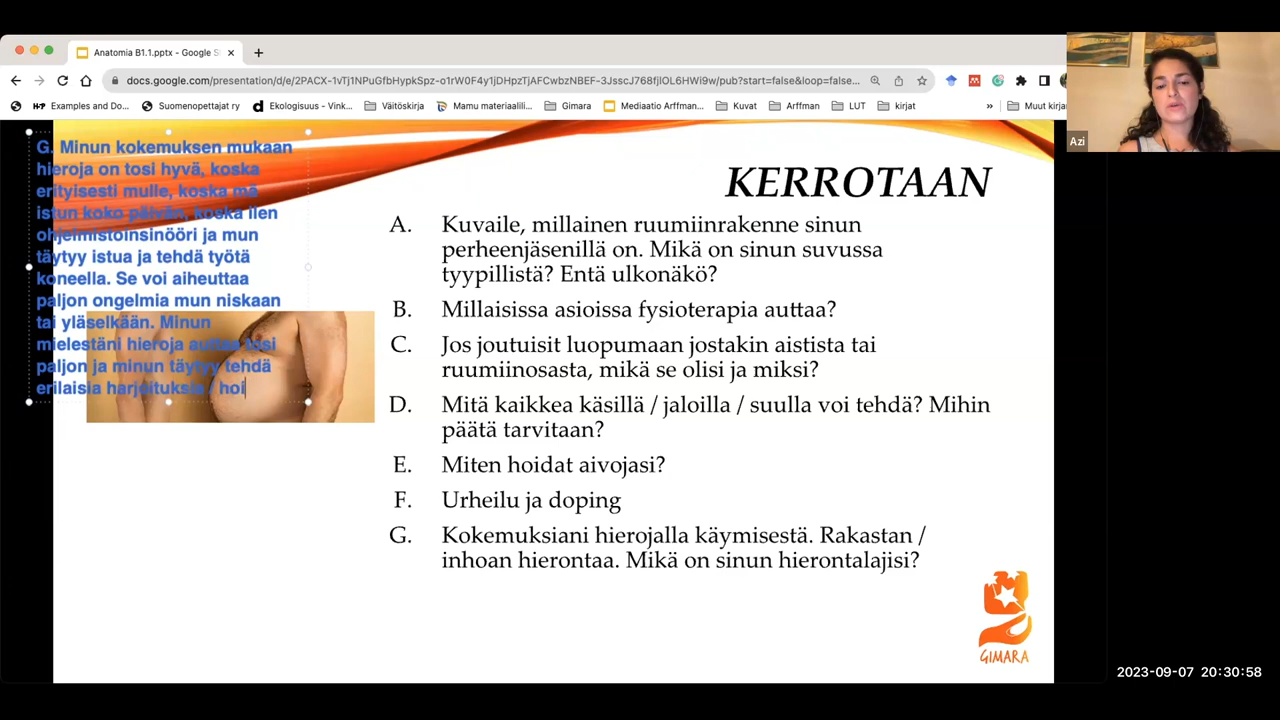 Anatomia B1.1.pptx - Google S
docs.google.com/presentation/d/e/2PACX-1vTj1NPuGfbHypkSpz-o1rW0F4y1jDHpzTjAFCwbzNBEF-3JsscJ768fjlOL6HWi9w/pub?start=false&loop=false...
Examples and Do...
Suomenopettajat ry
Ekologisuus - Vink...
Väitöskirja
Mamu materiaalili...
Gimara
Mediaatio Arffman...
Kuvat
Arffman
LUT
kirjat
»
Muut kirja
Azi
G. Minun kokemuksen mukaan
hieroja on tosi hyvä, koska
erityisesti mulle, koska mä
istun koko päivän, koska llen
ohjelmistoinsinööri ja mun
täytyy istua ja tehdä työtä
koneella. Se voi aiheuttaa
paljon ongelmia mun niskaan
tai yläselkään. Minun
mielestäni hieroja auttaa tosi
paljon ja minun täytyy tehdä
erilaisia harjoituksia / hoi
KERROTAAN
A. Kuvaile, millainen ruumiinrakenne sinun
perheenjäsenillä on. Mikä on sinun suvussa
tyypillistä? Entä ulkonäkö?
B. Millaisissa asioissa fysioterapia auttaa?
C. Jos joutuisit luopumaan jostakin aistista tai
ruumiinosasta, mikä se olisi ja miksi?
D. Mitä kaikkea käsillä / jaloilla / suulla voi tehdä? Mihin
päätä tarvitaan?
E. Miten hoidat aivojasi?
F. Urheilu ja doping
G. Kokemuksiani hierojalla käymisestä. Rakastan /
inhoan hierontaa. Mikä on sinun hierontalajisi?
GIMARA
2023-09-07 20:30:58